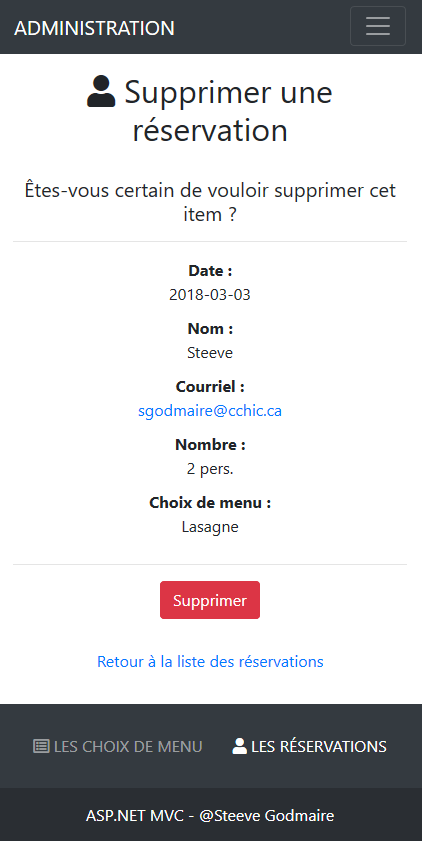 ADMINISTRATION
Supprimer une
réservation
Êtes-vous certain de vouloir supprimer cet
item ?
Date :
2018-03-03
Nom :
Steeve
Courriel :
sgodmaire@cchic.ca
Nombre :
2 pers.
Choix de menu :
Lasagne
Supprimer
Retour à la liste des réservations
LES CHOIX DE MENU LES RÉSERVATIONS
ASP.NET MVC - @Steeve Godmaire